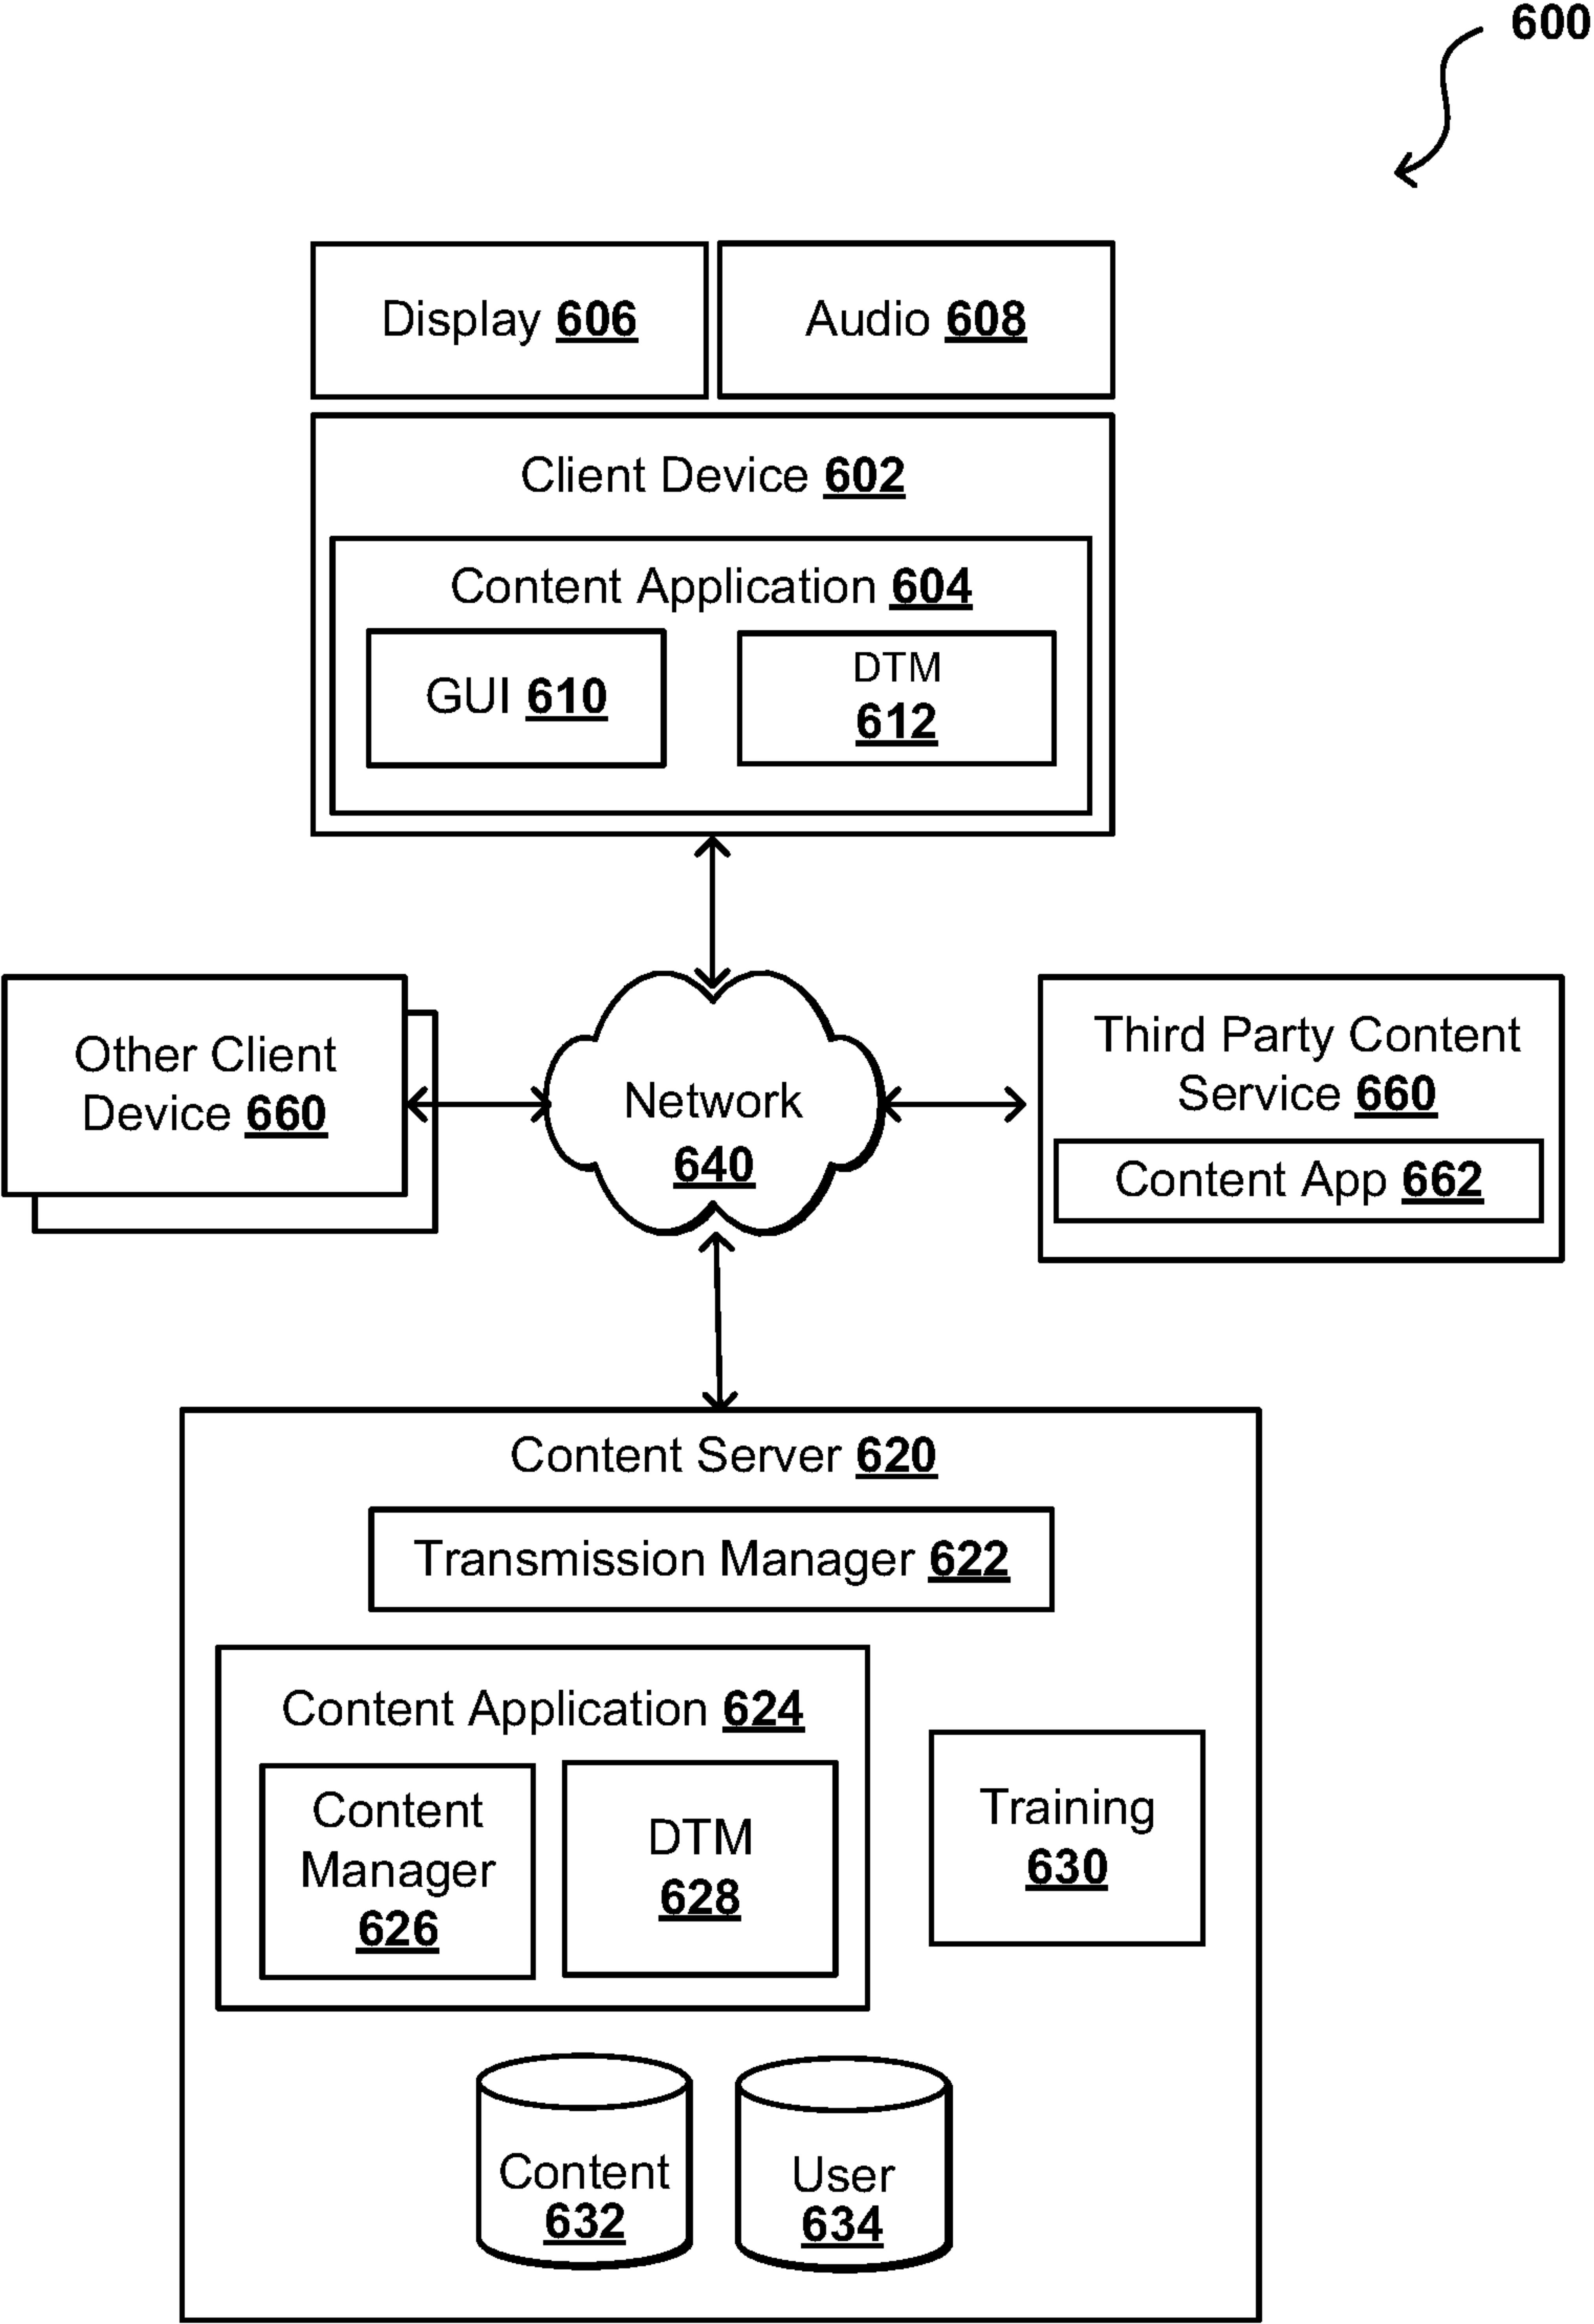 600
Display 606
Audio 608
Client Device 602
Content Application 604
GUI 610
DTM
612
Other Client
Device 660
Network
640
Third Party Content
Service 660
Content App 662
Content Server 620
Transmission Manager 622
Content Application 624
Content
Manager
626
DTM
628
Training
630
Content
632
User
634